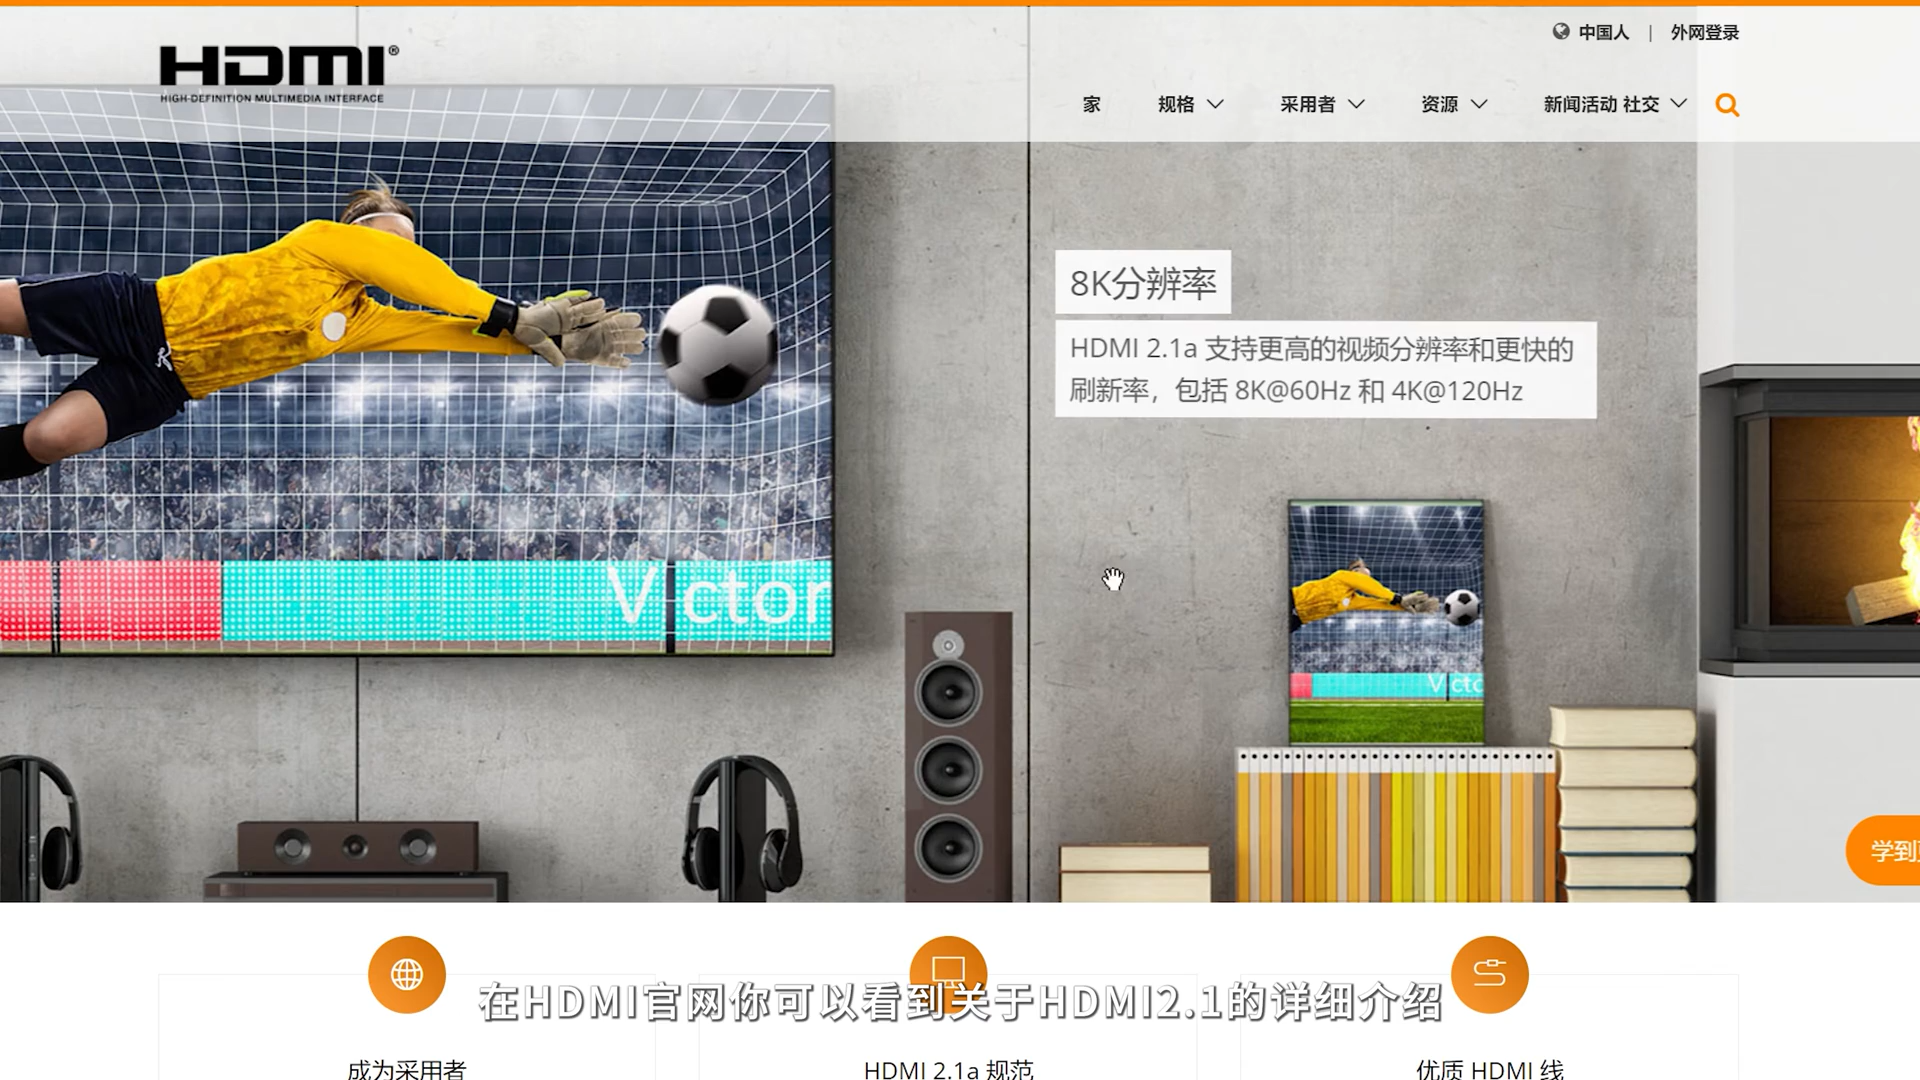 中国人 | 外网登录
HDMI®
HIGH-DEFINITION MULTIMEDIA INTERFACE
家 规格 采用者 资源 新闻活动 社交
8K分辨率
HDMI 2.1a 支持更高的视频分辨率和更快的
刷新率，包括 8K@60Hz 和 4K@120Hz
V ctor
V cto
学到
在HDMI官网你可以看到关于HDMI2.1的详细介绍
成为采用者
HDMI 2.1a 规范
优质 HDMI 线